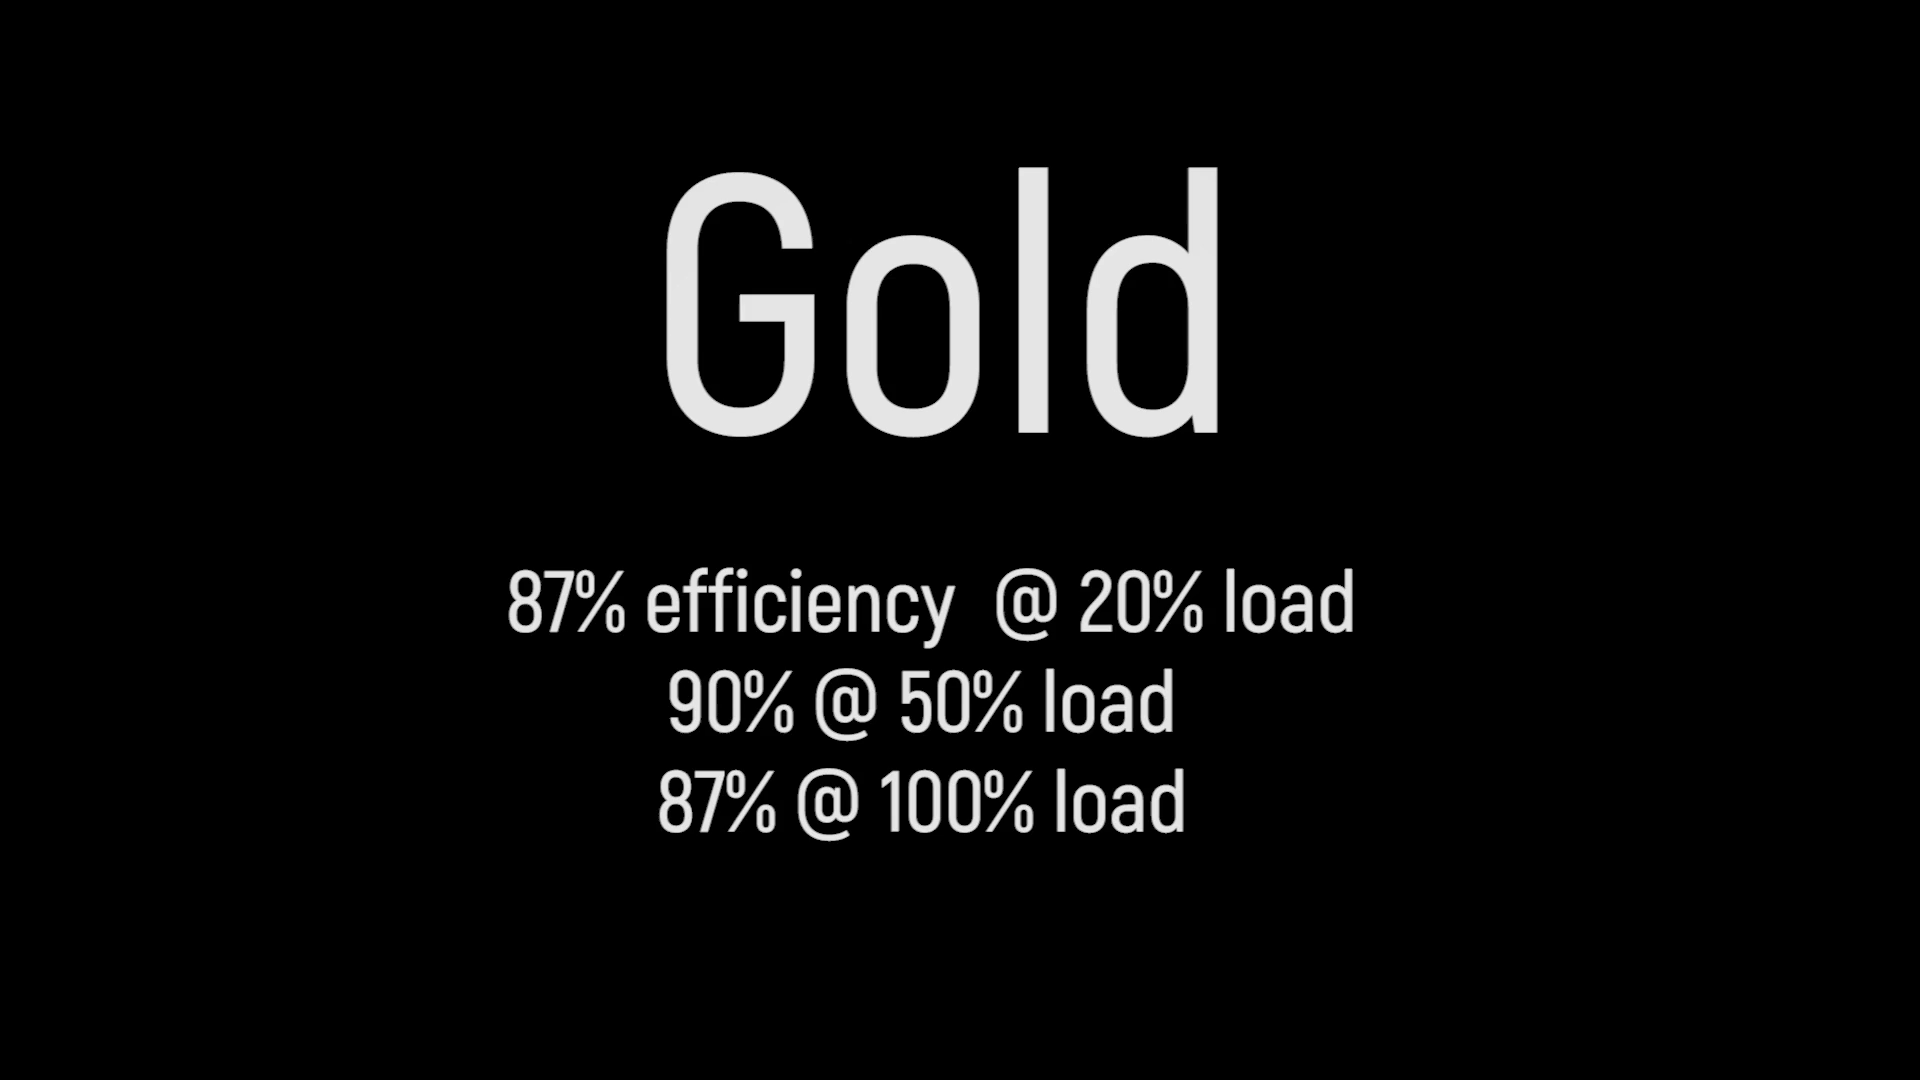 Gold
87% efficiency @ 20% load
90% @ 50% load
87% @ 100% load